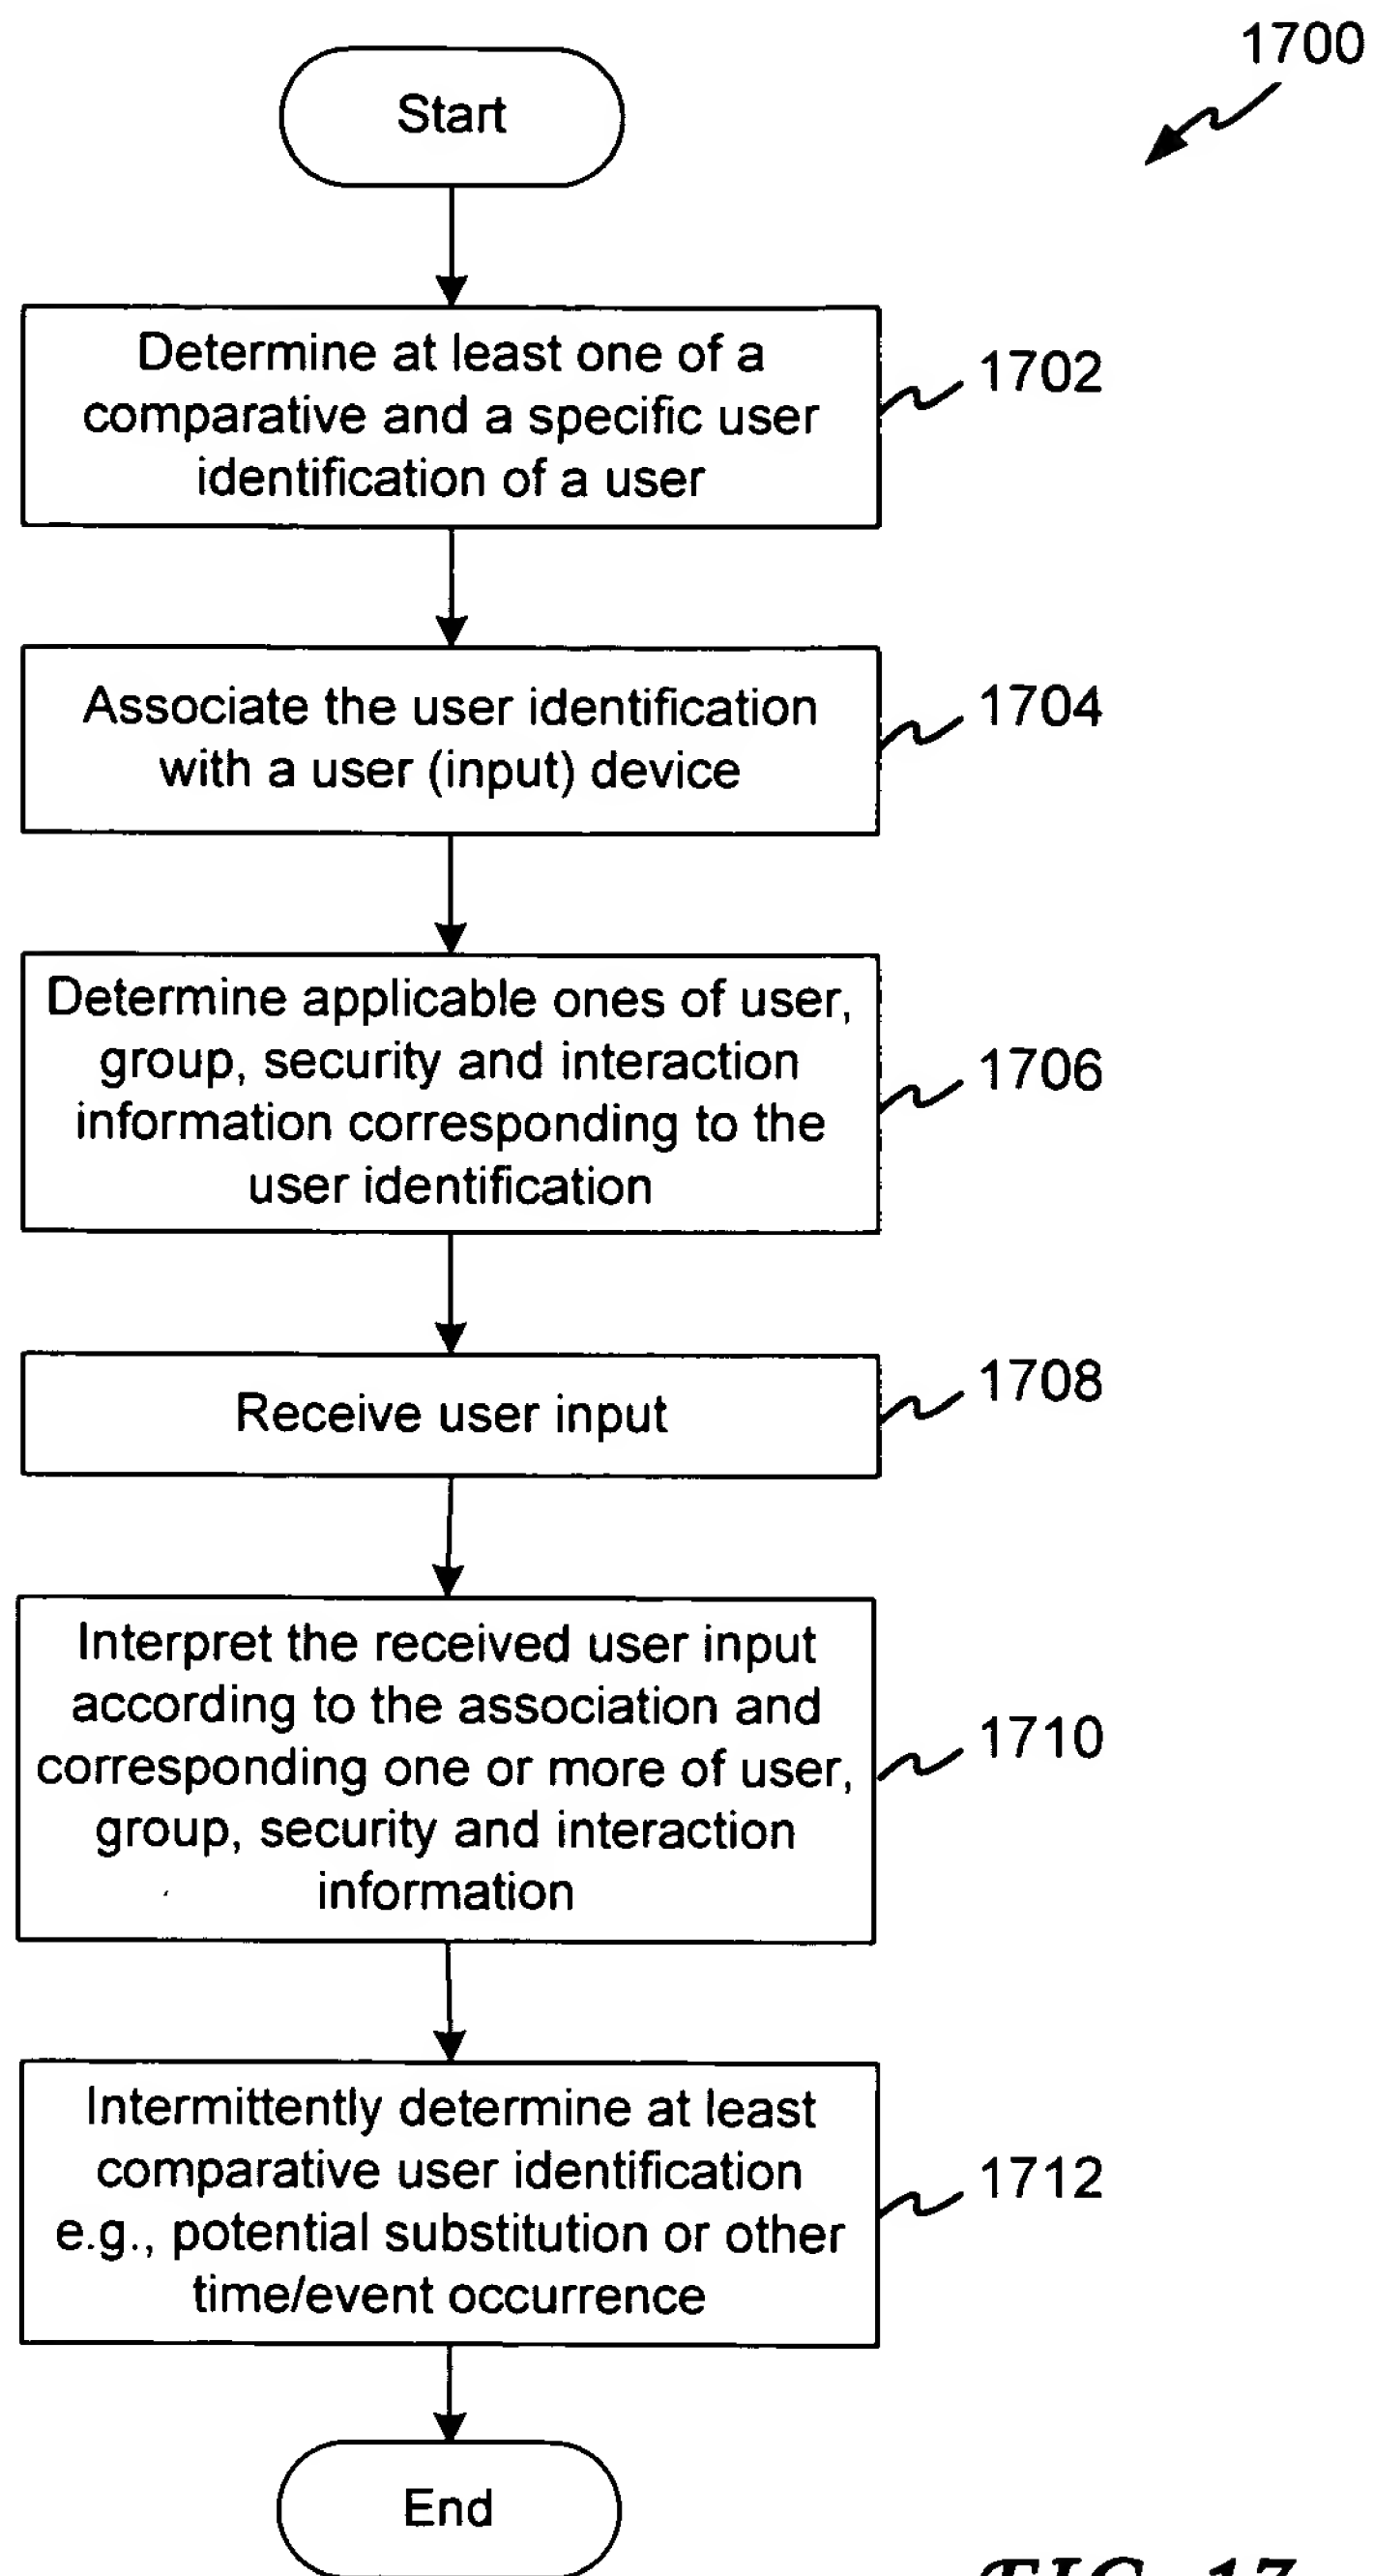 1700
Start
Determine at least one of a
comparative and a specific user
identification of a user
1702
Associate the user identification
with a user (input) device
1704
Determine applicable ones of user,
group, security and interaction
information corresponding to the
user identification
1706
Receive user input
1708
Interpret the received user input
according to the association and
corresponding one or more of user,
group, security and interaction
information
1710
Intermittently determine at least
comparative user identification
e.g., potential substitution or other
time/event occurrence
1712
End
FIG. 17